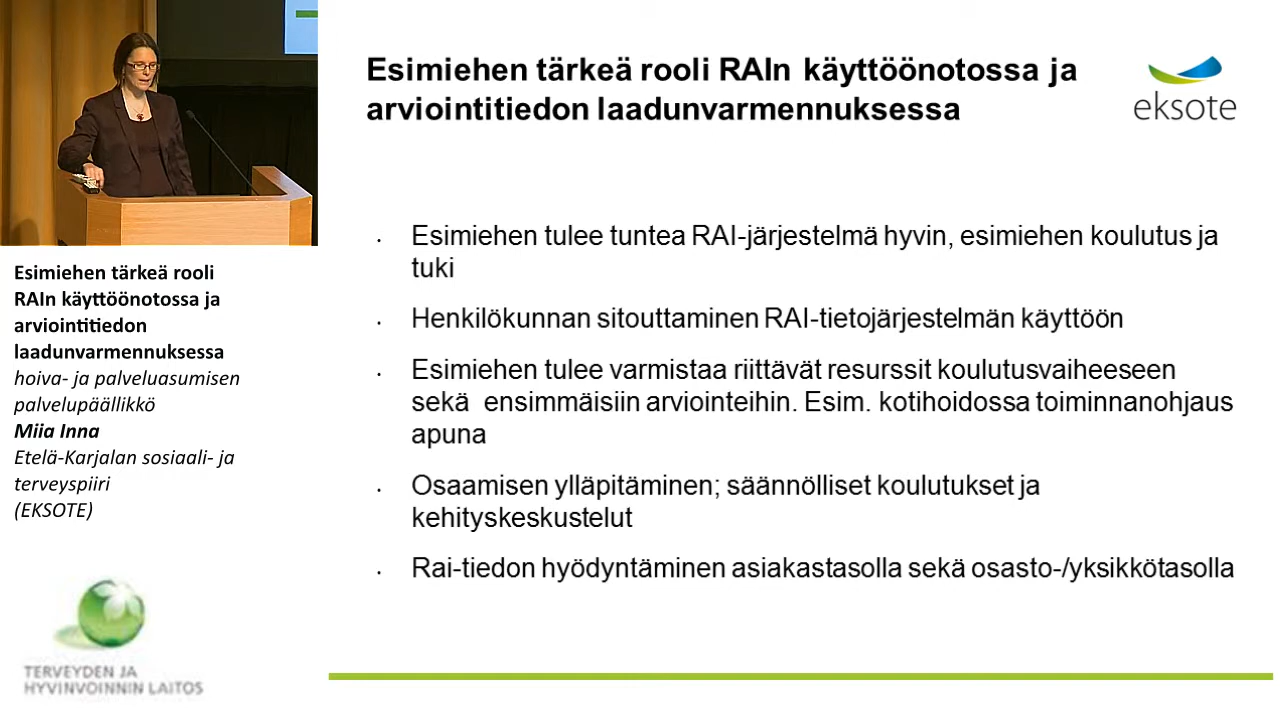 Esimiehen tärkeä rooli RAIn käyttöönotossa ja
arviointitiedon laadunvarmennuksessa
eksote
• Esimiehen tulee tuntea RAI-järjestelmä hyvin, esimiehen koulutus ja
tuki
• Henkilökunnan sitouttaminen RAI-tietojärjestelmän käyttöön
• Esimiehen tulee varmistaa riittävät resurssit koulutusvaiheeseen
sekä  ensimmäisiin arviointeihin. Esim. kotihoidossa toiminnanohjaus
apuna
• Osaamisen ylläpitäminen; säännölliset koulutukset ja
kehityskeskustelut
• Rai-tiedon hyödyntäminen asiakastasolla sekä osasto-/yksikkötasolla
Esimiehen tärkeä rooli
RAIn käyttöönotossa ja
arviointitiedon
laadunvarmennuksessa
hoiva- ja palveluasumisen
palvelupäällikkö
Miia Inna
Etelä-Karjalan sosiaali- ja
terveyspiiri
(EKSOTE)
TERVEYDEN JA
HYVINVOINNIN LAITOS